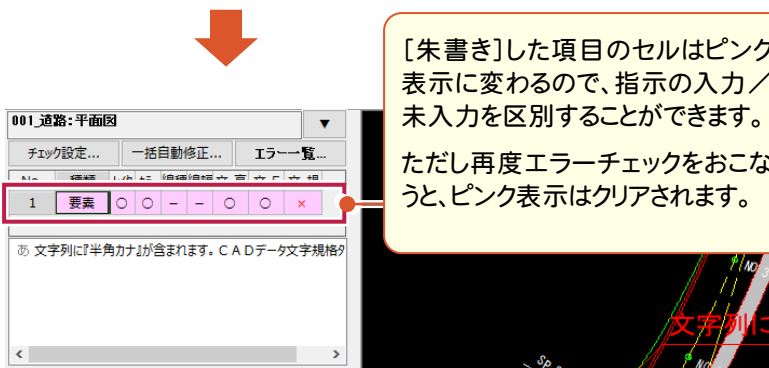 [朱書き]した項目のセルはピンク
表示に変わるので、指示の入力／
未入力を区別することができます。
ただし再度エラーチェックをおこな
うと、ピンク表示はクリアされます。
001_道路:平面図 ▼
チェック設定... 一括自動修正... エラー一覧...
1 要素 ○ ○ － － ○ ○ ×
あ 文字列に『半角カナ』が含まれます。ＣＡＤデータ文字規格
文字列に
NO
SP
NO